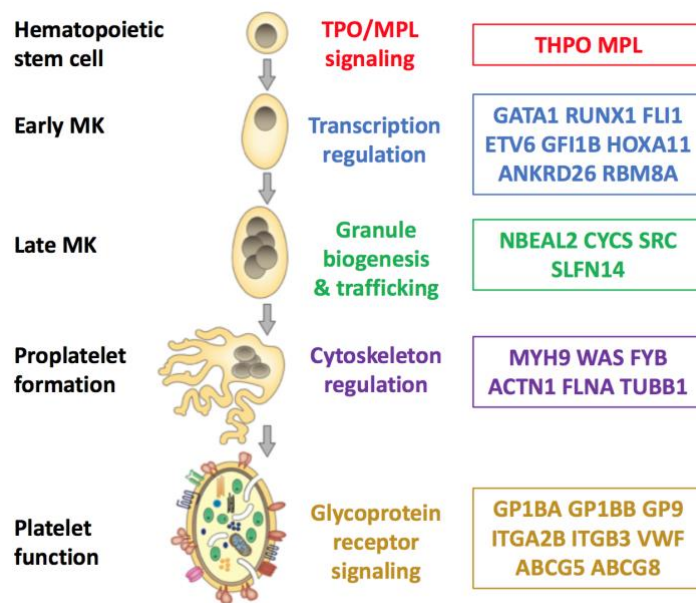 Hematopoietic
stem cell
TPO/MPL
signaling
THPO MPL
Early MK
Transcription
regulation
GATA1 RUNX1 FLI1
ETV6 GFI1B HOXA11
ANKRD26 RBM8A
Late MK
Granule
biogenesis
& trafficking
NBEAL2 CYCS SRC
SLFN14
Proplatelet
formation
Cytoskeleton
regulation
MYH9 WAS FYB
ACTN1 FLNA TUBB1
Platelet
function
Glycoprotein
receptor
signaling
GP1BA GP1BB GP9
ITGA2B ITGB3 VWF
ABCG5 ABCG8